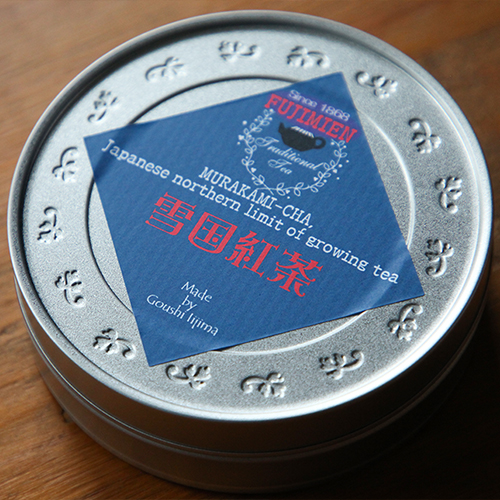 Since 1868
FUJIMIEN
Traditional
Tea
MURAKAMI-CHA,
Japanese northern limit of growing tea
雪国紅茶
Made
by
Goushi Iijima